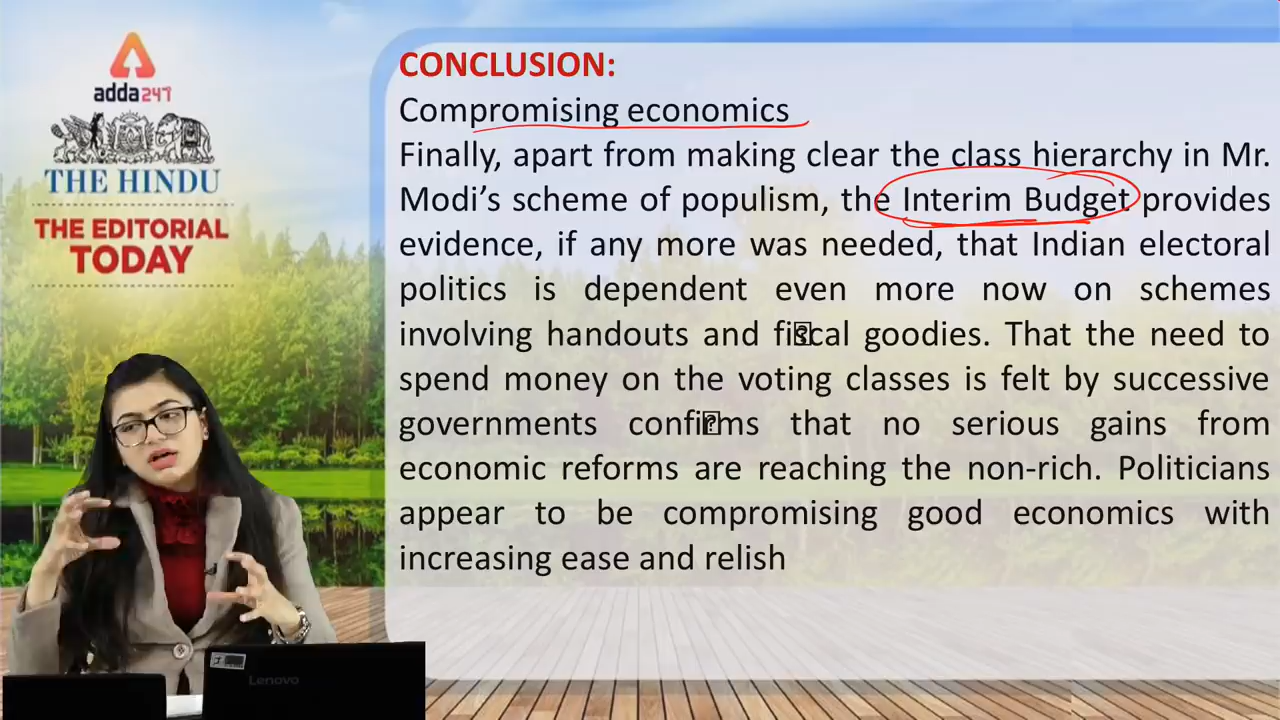 adda247
THE HINDU
THE EDITORIAL
TODAY
CONCLUSION:
Compromising economics
Finally, apart from making clear the class hierarchy in Mr.
Modi’s scheme of populism, the Interim Budget provides
evidence, if any more was needed, that Indian electoral
politics is dependent even more now on schemes
involving handouts and fiscal goodies. That the need to
spend money on the voting classes is felt by successive
governments confirms that no serious gains from
economic reforms are reaching the non-rich. Politicians
appear to be compromising good economics with
increasing ease and relish
Lenovo